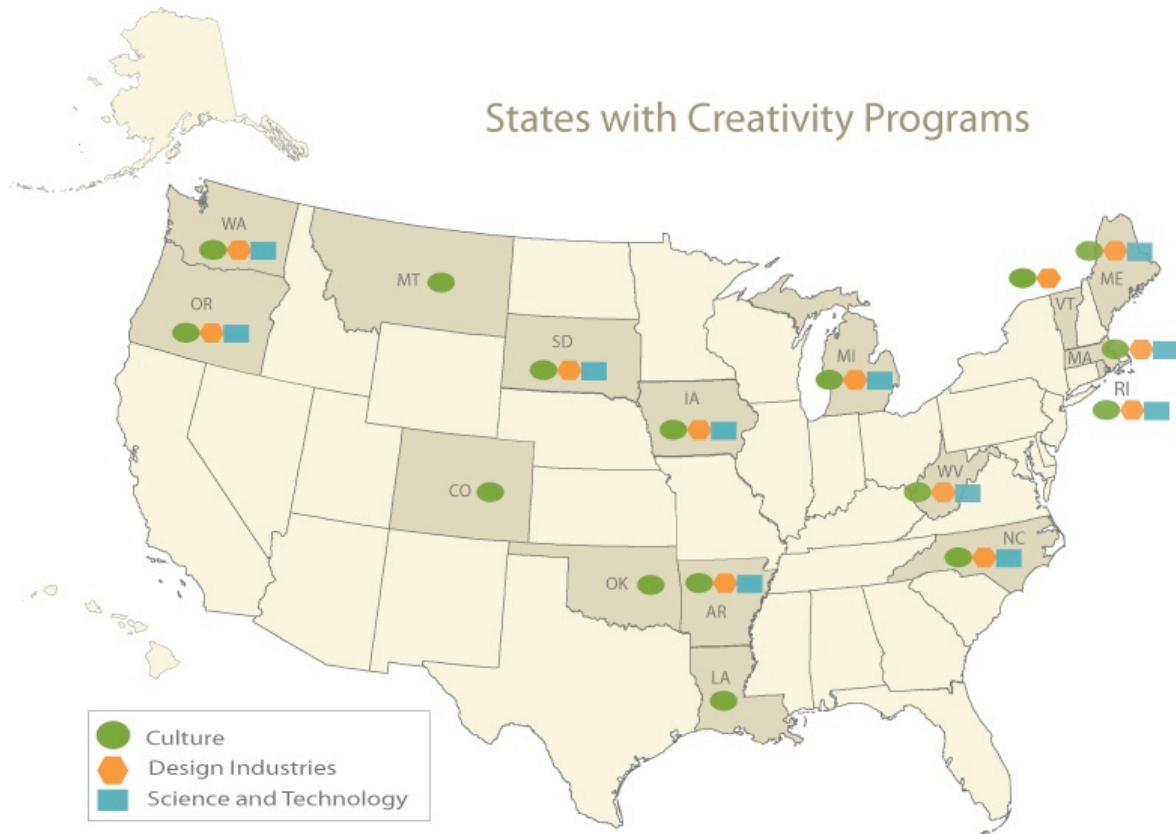 States with Creativity Programs
WA
MT
ME
OR
VT
SD
MI
MA
RI
IA
WV
CO
NC
OK
AR
LA
Culture
Design Industries
Science and Technology